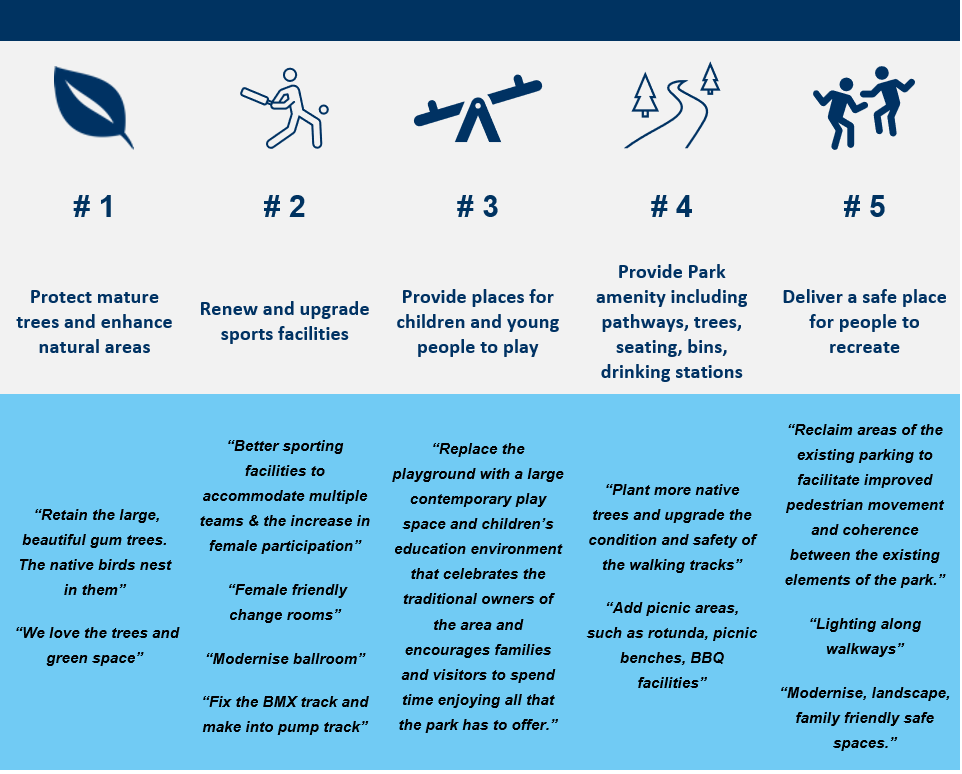 # 1
Protect mature
trees and enhance
natural areas
“Retain the large,
beautiful gum trees.
The native birds nest
in them”
“We love the trees and
green space”
# 2
Renew and upgrade
sports facilities
“Better sporting
facilities to
accommodate multiple
teams & the increase in
female participation”
“Female friendly
change rooms”
“Modernise ballroom”
“Fix the BMX track and
make into pump track”
# 3
Provide places for
children and young
people to play
“Replace the
playground with a large
contemporary play
space and children’s
education environment
that celebrates the
traditional owners of
the area and
encourages families
and visitors to spend
time enjoying all that
the park has to offer.”
# 4
Provide Park
amenity including
pathways, trees,
seating, bins,
drinking stations
“Plant more native
trees and upgrade the
condition and safety of
the walking tracks”
“Add picnic areas,
such as rotunda, picnic
benches, BBQ
facilities”
# 5
Deliver a safe place
for people to
recreate
“Reclaim areas of the
existing parking to
facilitate improved
pedestrian movement
and coherence
between the existing
elements of the park.”
“Lighting along
walkways”
“Modernise, landscape,
family friendly safe
spaces.”